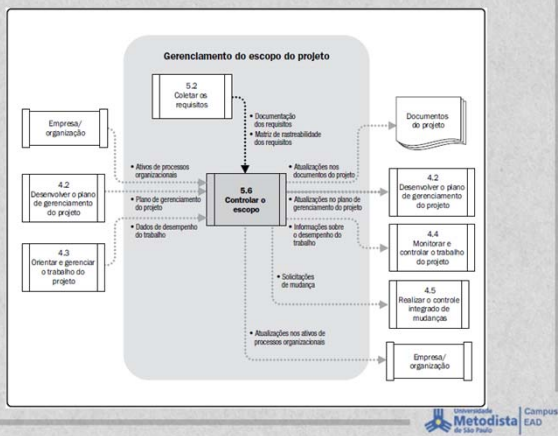 Gerenciamento do escopo do projeto
5.2
Coletar os
requisitos
Empresa/
organização
• Documentação
dos requisitos
• Matriz de rastreabilidade
dos requisitos
Documentos
do projeto
• Ativos de processos
organizacionais
• Atualizações nos
documentos do projeto
4.2
Desenvolver o plano
de gerenciamento
do projeto
• Plano de gerenciamento
do projeto
5.6
Controlar o
escopo
• Atualizações no plano de
gerenciamento do projeto
4.2
Desenvolver o plano
de gerenciamento
do projeto
• Dados de desempenho
do trabalho
• Informações sobre
o desempenho do
trabalho
4.3
Orientar e gerenciar
o trabalho do
projeto
4.4
Monitorar e
controlar o trabalho
do projeto
• Solicitações
de mudança
4.5
Realizar o controle
integrado de
mudanças
• Atualizações nos ativos de
processos organizacionais
Empresa/
organização
Universidade
Metodista
de São Paulo
Campus
EAD